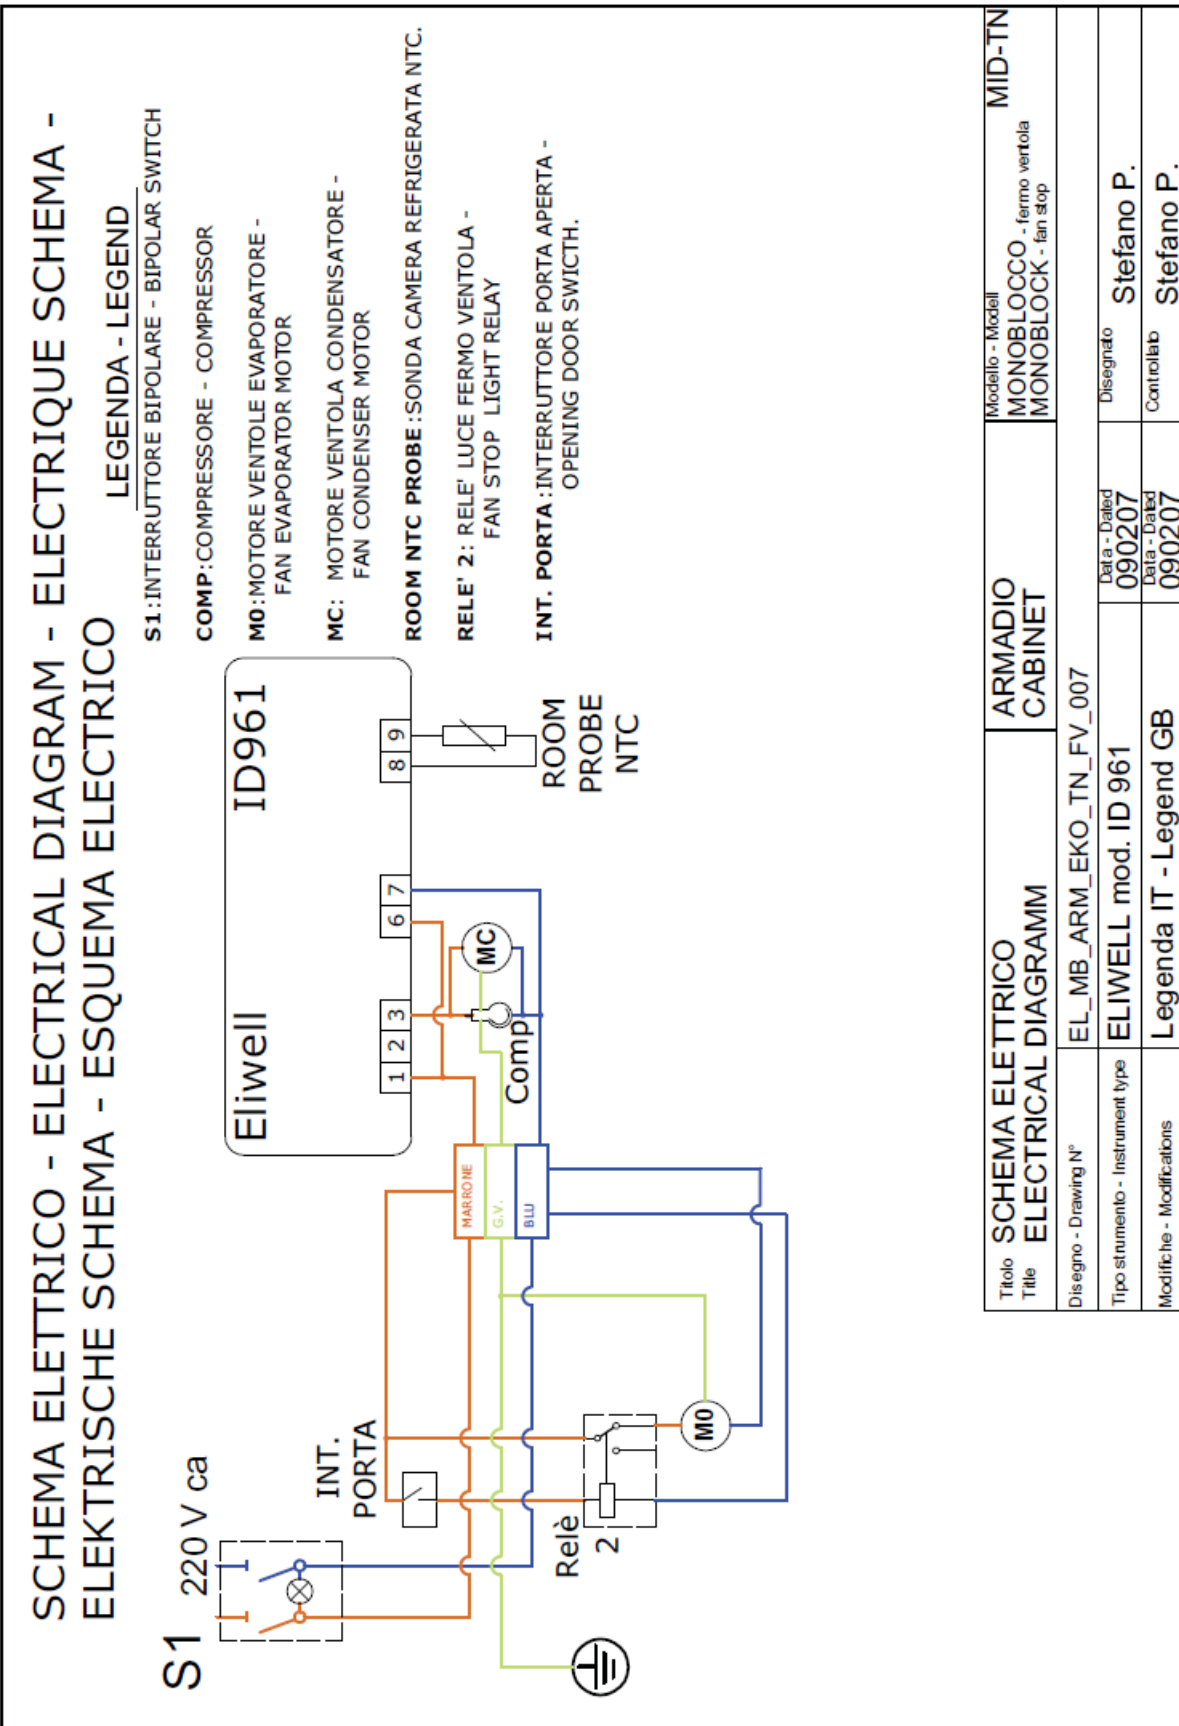 SCHEMA ELETTRICO - ELECTRICAL DIAGRAM - ELECTRIQUE SCHEMA -
ELEKTRISCHE SCHEMA - ESQUEMA ELECTRICO
LEGENDA - LEGEND
S1:INTERRUTTORE BIPOLARE - BIPOLAR SWITCH
COMP:COMPRESSORE - COMPRESSOR
M0:MOTORE VENTOLE EVAPORATORE -
FAN EVAPORATOR MOTOR
MC: MOTORE VENTOLA CONDENSATORE -
FAN CONDENSER MOTOR
ROOM NTC PROBE :SONDA CAMERA REFRIGERATA NTC.
RELE' 2: RELE' LUCE FERMO VENTOLA -
FAN STOP LIGHT RELAY
INT. PORTA :INTERRUTTORE PORTA APERTA -
OPENING DOOR SWICTH.
S1
220 V ca
INT.
PORTA
Relè
2
M0
MARRONE
G.V.
BLU
Eliwell
ID961
1 2 3 6 7 8 9
Comp
MC
ROOM
PROBE
NTC
Titolo SCHEMA ELETTRICO
Title ELECTRICAL DIAGRAMM
ARMADIO
CABINET
Modello - Modell
MONOBLOCCO - fermo ventola
MONOBLOCK - fan stop
MID-TN
Disegno - Drawing N° EL_MB_ARM_EKO_TN_FV_007
Tipo strumento - Instrument type ELIWELL mod. ID 961
Data - Dated
090207
Disegnato Stefano P.
Modifiche - Modifications Legenda IT - Legend GB
Data - Dated
090207
Controllato Stefano P.